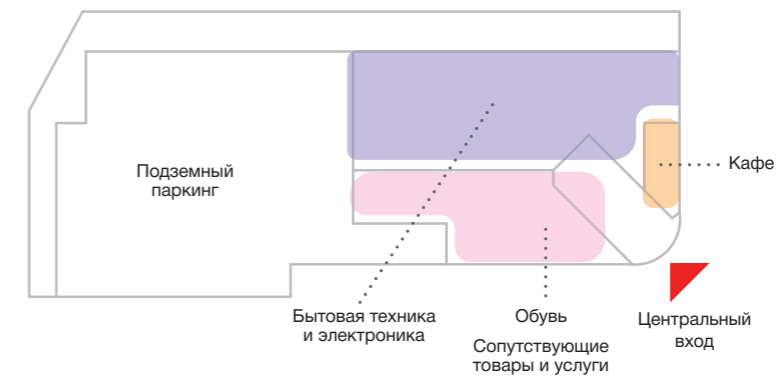 Подземный
паркинг
Кафе
Бытовая техника
и электроника
Обувь
Сопутствующие
товары и услуги
Центральный
вход